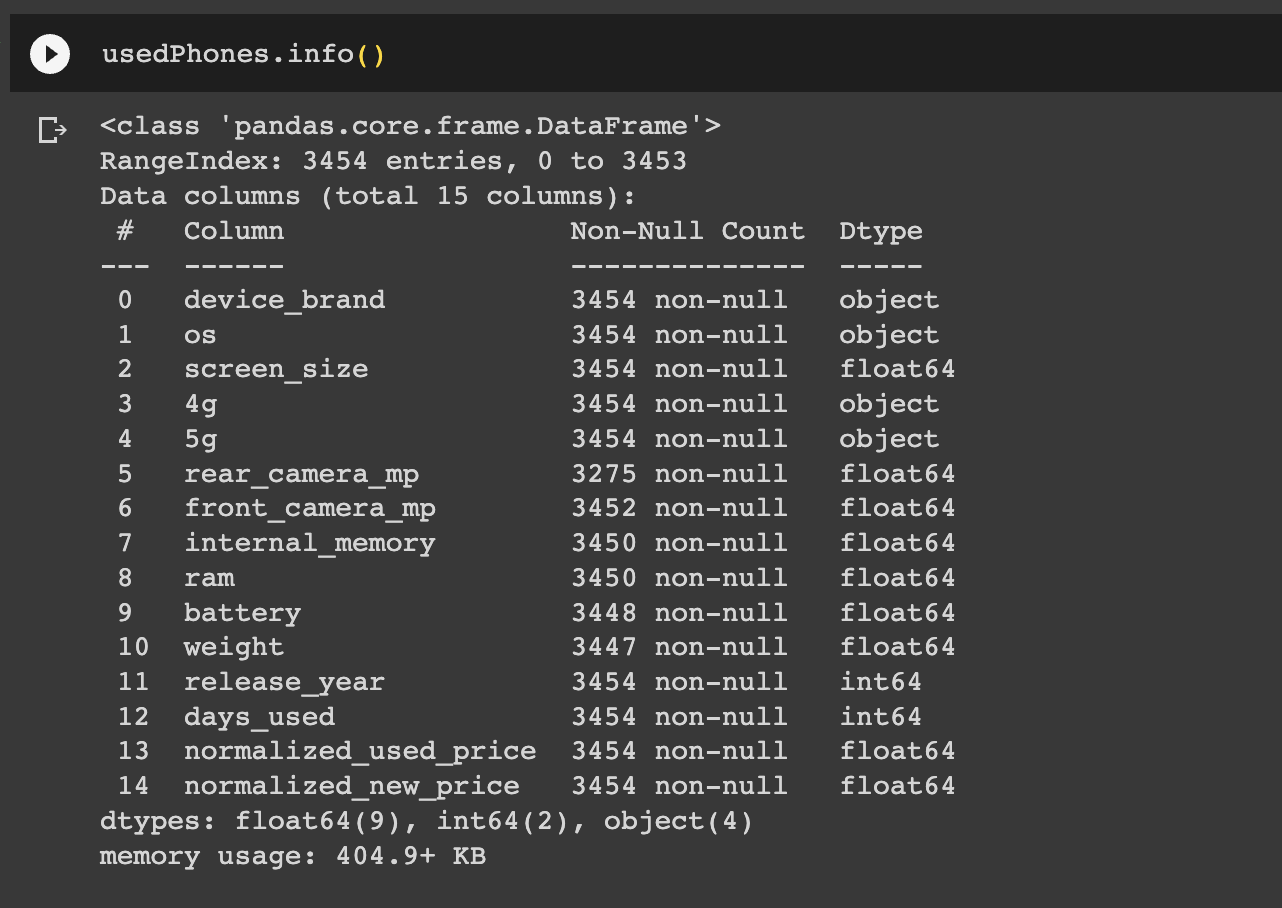 usedPhones.info()
<class 'pandas.core.frame.DataFrame'>
RangeIndex: 3454 entries, 0 to 3453
Data columns (total 15 columns):
 #   Column                 Non-Null Count  Dtype
---  ------                 --------------  -----
 0   device_brand           3454 non-null   object
 1   os                     3454 non-null   object
 2   screen_size            3454 non-null   float64
 3   4g                     3454 non-null   object
 4   5g                     3454 non-null   object
 5   rear_camera_mp         3275 non-null   float64
 6   front_camera_mp        3452 non-null   float64
 7   internal_memory        3450 non-null   float64
 8   ram                    3450 non-null   float64
 9   battery                3448 non-null   float64
 10  weight                 3447 non-null   float64
 11  release_year           3454 non-null   int64
 12  days_used              3454 non-null   int64
 13  normalized_used_price  3454 non-null   float64
 14  normalized_new_price   3454 non-null   float64
dtypes: float64(9), int64(2), object(4)
memory usage: 404.9+ KB